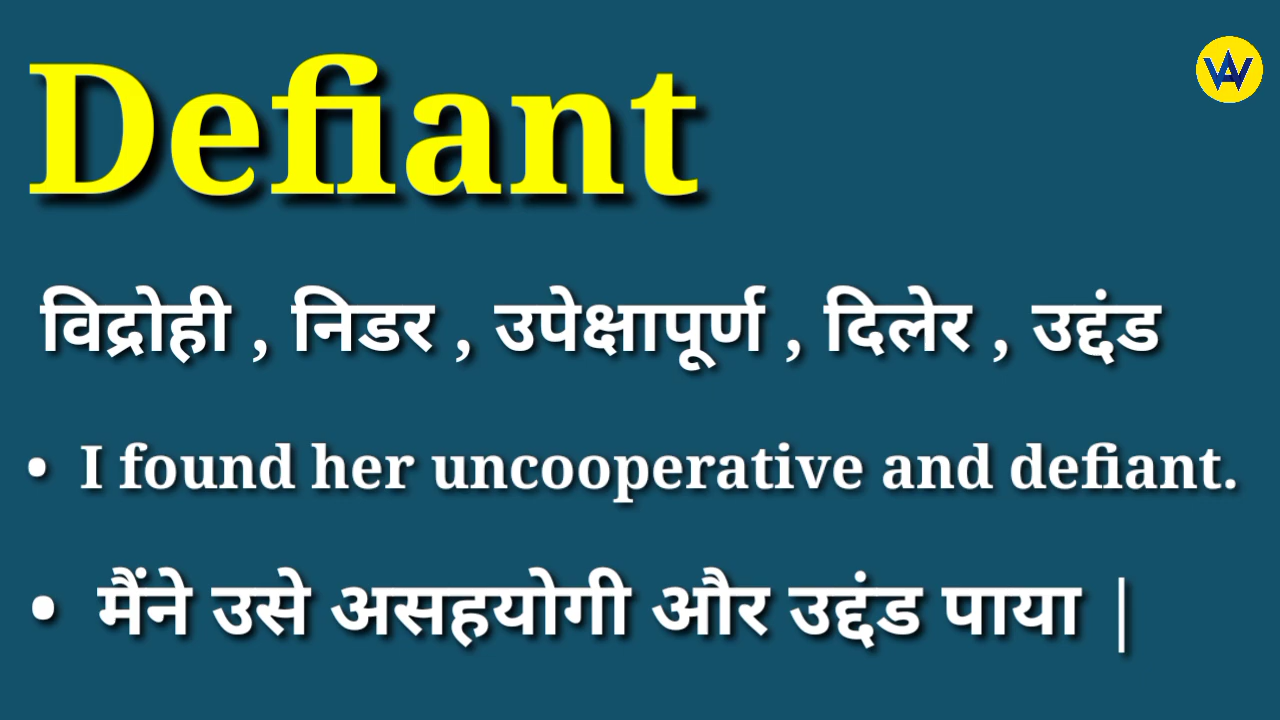 Defiant
विद्रोही , निडर , उपेक्षापूर्ण , दिलेर , उद्दंड
• I found her uncooperative and defiant.
• मैंने उसे असहयोगी और उद्दंड पाया |